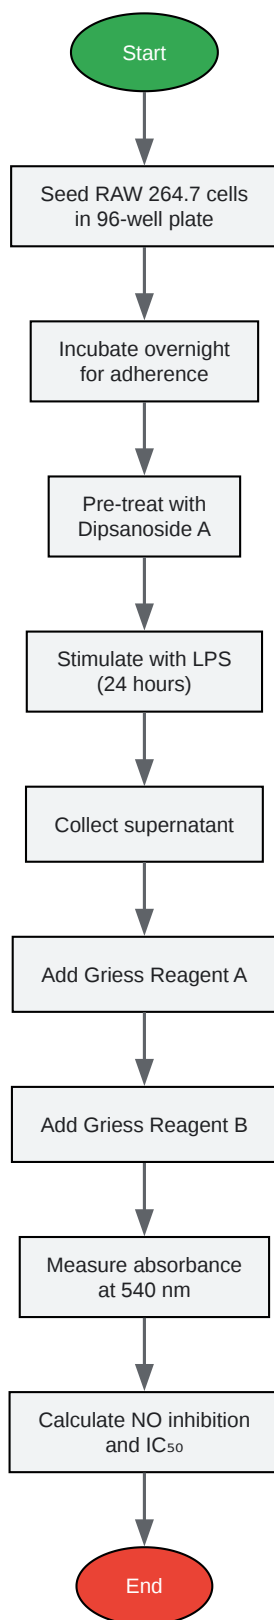 Start
Seed RAW 264.7 cells
in 96-well plate
Incubate overnight
for adherence
Pre-treat with
Dipsanoside A
Stimulate with LPS
(24 hours)
Collect supernatant
Add Griess Reagent A
Add Griess Reagent B
Measure absorbance
at 540 nm
Calculate NO inhibition
and IC₅₀
End